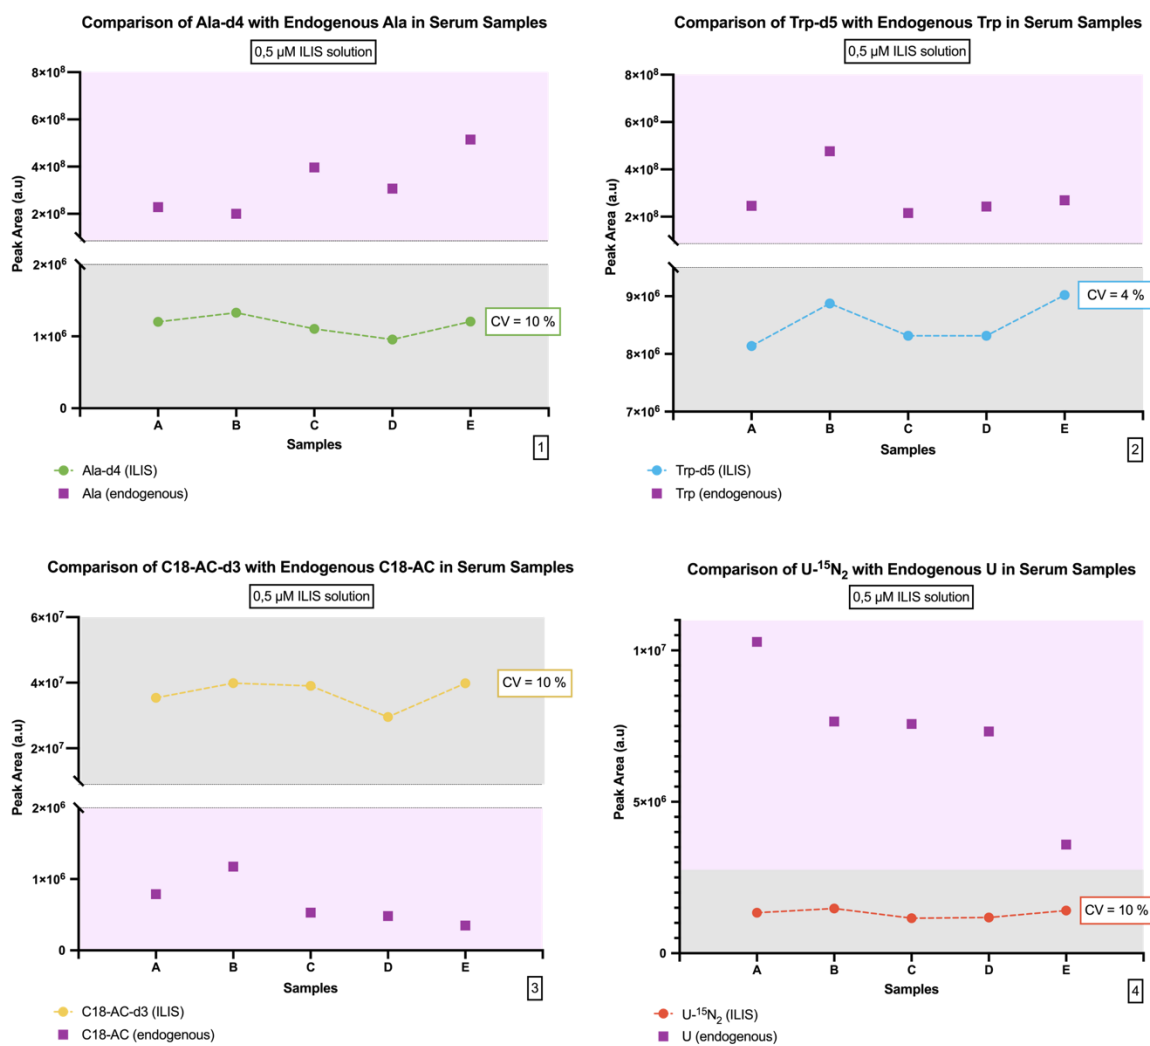 Comparison of Ala-d4 with Endogenous Ala in Serum Samples
0,5 µM ILIS solution
Peak Area (a.u)
8×10⁸
6×10⁸
4×10⁸
2×10⁸
2×10⁶
1×10⁶
0
CV = 10 %
A B C D E
Samples
1
Ala-d4 (ILIS)
Ala (endogenous)
Comparison of Trp-d5 with Endogenous Trp in Serum Samples
0,5 µM ILIS solution
Peak Area (a.u)
8×10⁸
6×10⁸
4×10⁸
2×10⁸
9×10⁶
8×10⁶
7×10⁶
CV = 4 %
A B C D E
Samples
2
Trp-d5 (ILIS)
Trp (endogenous)
Comparison of C18-AC-d3 with Endogenous C18-AC in Serum Samples
0,5 µM ILIS solution
Peak Area (a.u)
6×10⁷
4×10⁷
2×10⁷
2×10⁶
1×10⁶
0
CV = 10 %
A B C D E
Samples
3
C18-AC-d3 (ILIS)
C18-AC (endogenous)
Comparison of U-¹⁵N₂ with Endogenous U in Serum Samples
0,5 µM ILIS solution
Peak Area (a.u)
1×10⁷
5×10⁶
0
CV = 10 %
A B C D E
Samples
4
U-¹⁵N₂ (ILIS)
U (endogenous)